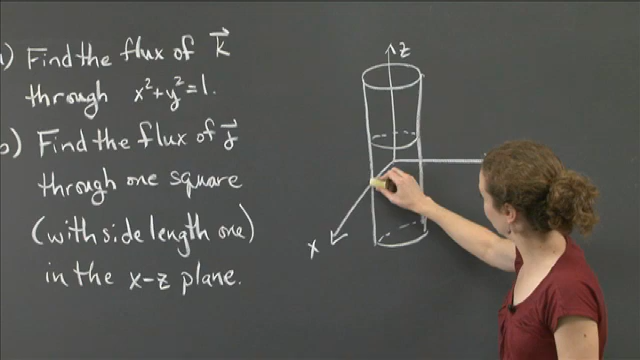 ) Find the flux of k⃗
through x²+y²=1.
b) Find the flux of j⃗
through one square
(with side length one)
in the x-z plane.
z
x